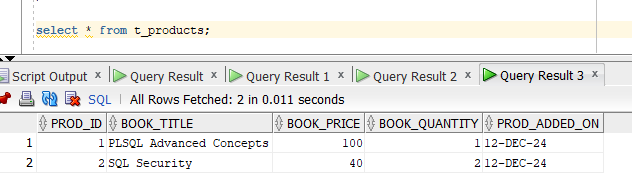 select * from t_products;
Script Output × Query Result × Query Result 1 × Query Result 2 × Query Result 3 ×
SQL | All Rows Fetched: 2 in 0.011 seconds
PROD_ID BOOK_TITLE BOOK_PRICE BOOK_QUANTITY PROD_ADDED_ON
1 1 PLSQL Advanced Concepts 100 1 12-DEC-24
2 2 SQL Security 40 2 12-DEC-24